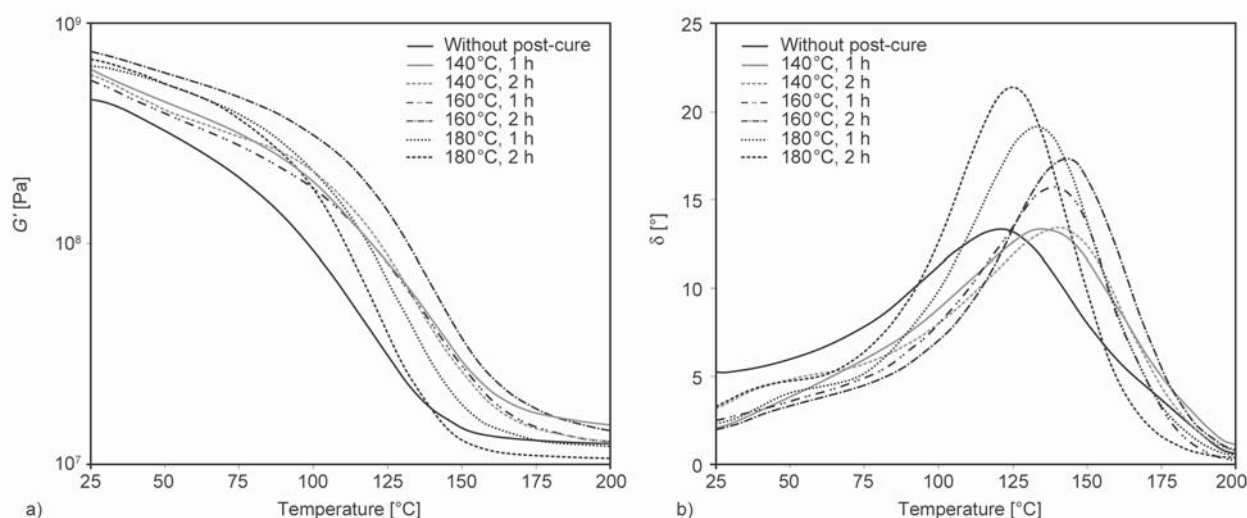 10⁹
10⁸
10⁷
G' [Pa]
Without post-cure
140°C, 1 h
140°C, 2 h
160°C, 1 h
160°C, 2 h
180°C, 1 h
180°C, 2 h
25 50 75 100 125 150 175 200
a) Temperature [°C]
25
20
15
10
5
0
δ [°]
Without post-cure
140°C, 1 h
140°C, 2 h
160°C, 1 h
160°C, 2 h
180°C, 1 h
180°C, 2 h
25 50 75 100 125 150 175 200
b) Temperature [°C]